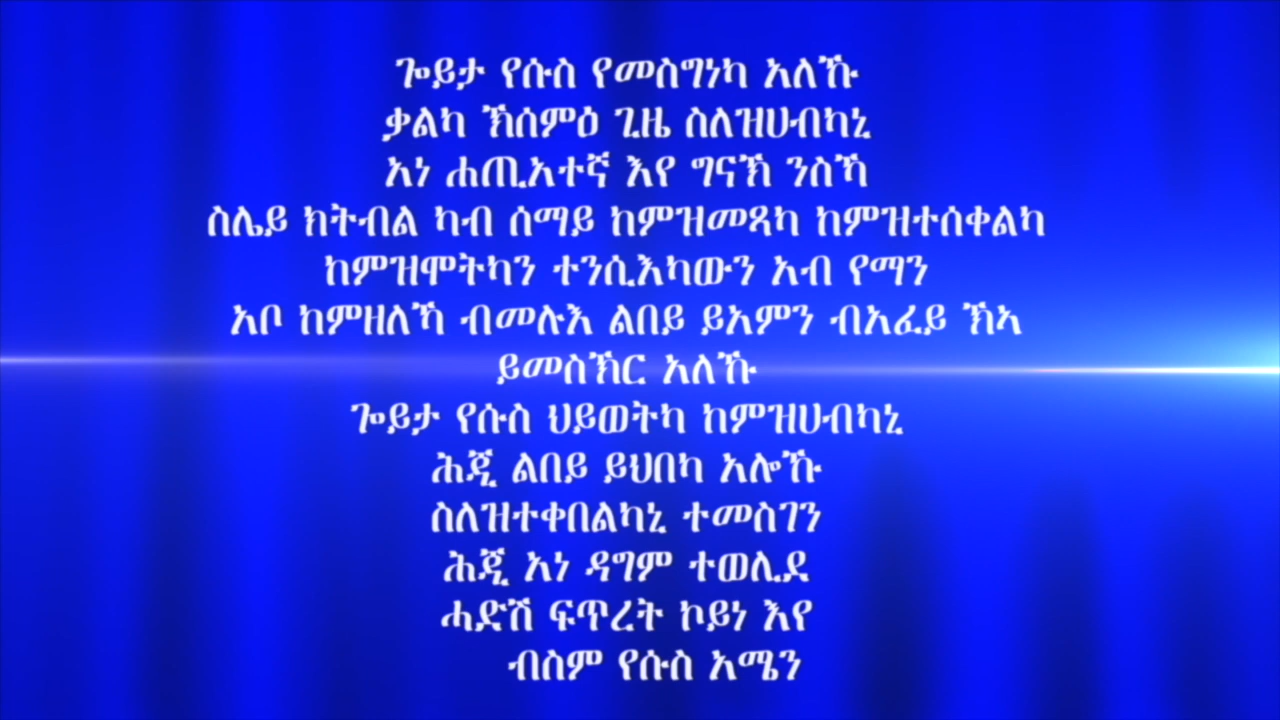 ጐይታ የሱስ የመስግነካ አለኹ
ቃልካ ኽሰምዕ ጊዜ ስለዝሀብካኒ
አነ ሐጢአተኛ እየ ግናኽ ንስኻ
ስሌይ ክትብል ካብ ሰማይ ከምዝመጻካ ከምዝተሰቀልካ
ከምዝሞትካን ተንሲእካውን አብ የማን
አቦ ከምዘለኻ ብመሉእ ልበይ ይአምን ብአፈይ ኽኣ
ይመስኽር አለኹ
ጐይታ የሱስ ህይወትካ ከምዝሀብካኒ
ሕጂ ልበይ ይህበካ አሎኹ
ስለዝተቀበልካኒ ተመስገን
ሕጂ አነ ዳግም ተወሊደ
ሓድሽ ፍጥረት ኮይነ እየ
ብስም የሱስ አሜን